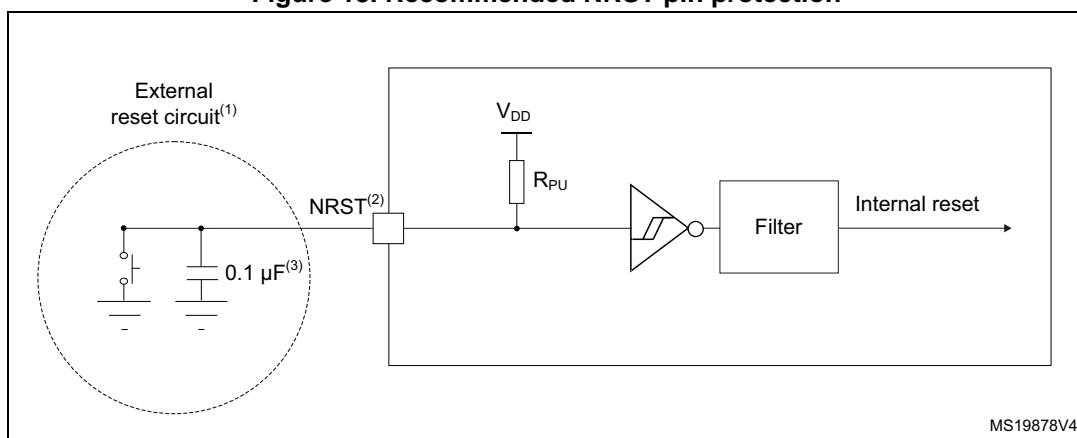 Figure 18. Recommended NRST pin protection
External
reset circuit(1)
VDD
RPU
NRST(2)
Filter
Internal reset
0.1 µF(3)
MS19878V4